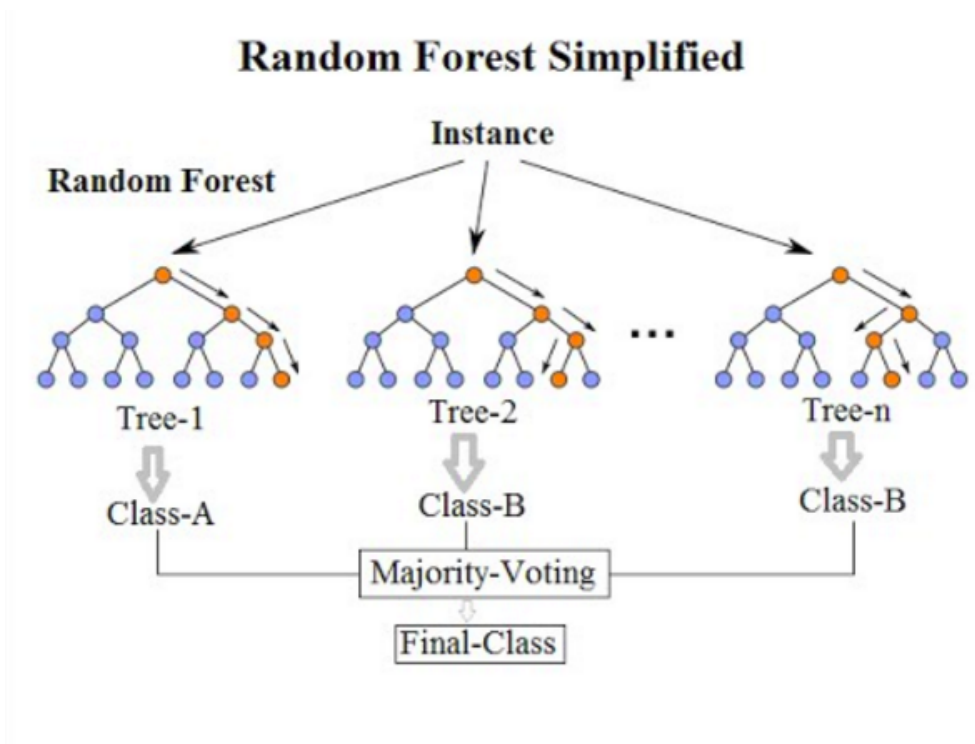 Random Forest Simplified
Instance
Random Forest
...
Tree-1
Tree-2
Tree-n
Class-A
Class-B
Class-B
Majority-Voting
Final-Class